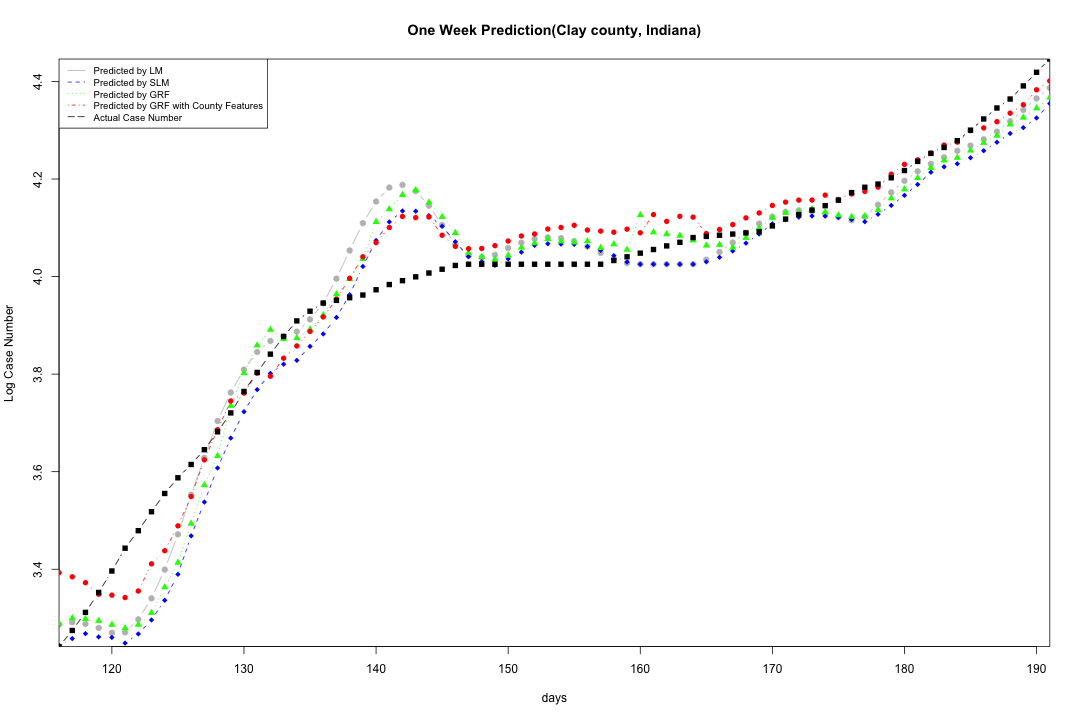 One Week Prediction(Clay county, Indiana)
Predicted by LM
Predicted by SLM
Predicted by GRF
Predicted by GRF with County Features
Actual Case Number
4.4
4.2
4.0
3.8
3.6
3.4
Log Case Number
120 130 140 150 160 170 180 190
days